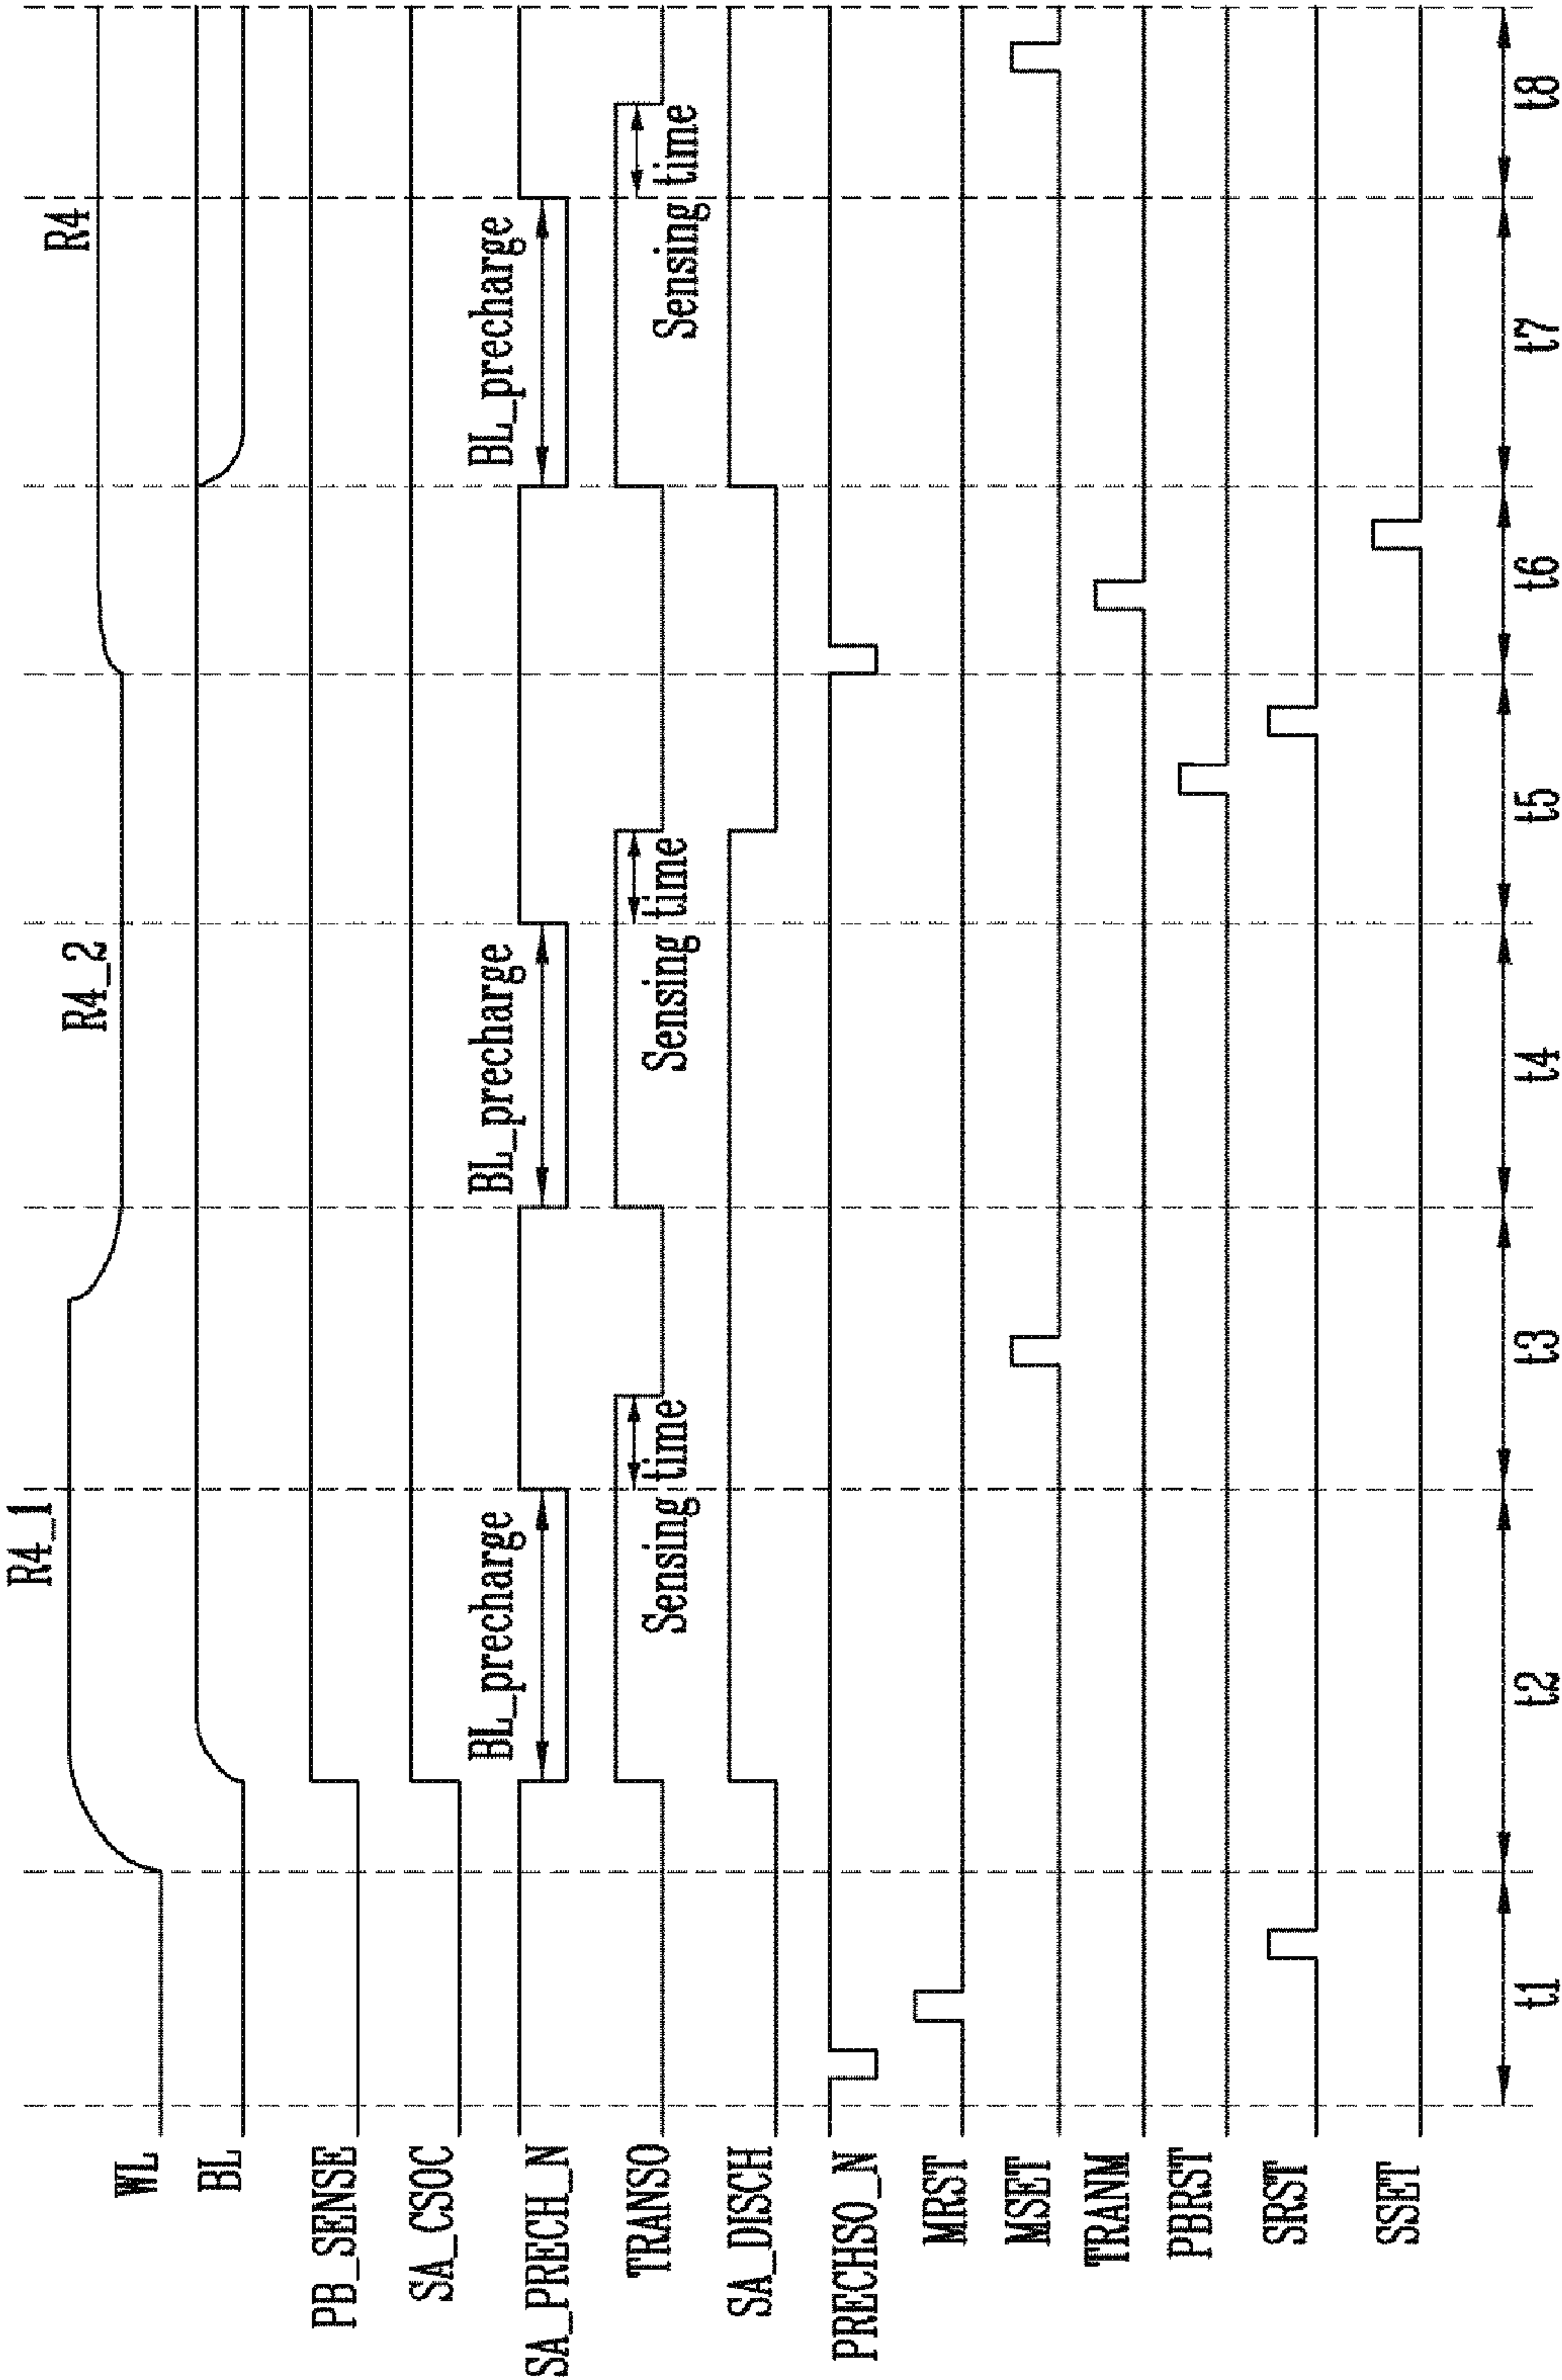 R4_1
R4_2
R4
WL
BL
PB_SENSE
SA_CSOC
SA_PRECH_N
BL_precharge
BL_precharge
BL_precharge
TRANSO
Sensing time
Sensing time
Sensing time
SA_DISCH
PRECHSO_N
MRST
MSET
TRANM
PBRST
SRST
SSET
t1
t2
t3
t4
t5
t6
t7
t8